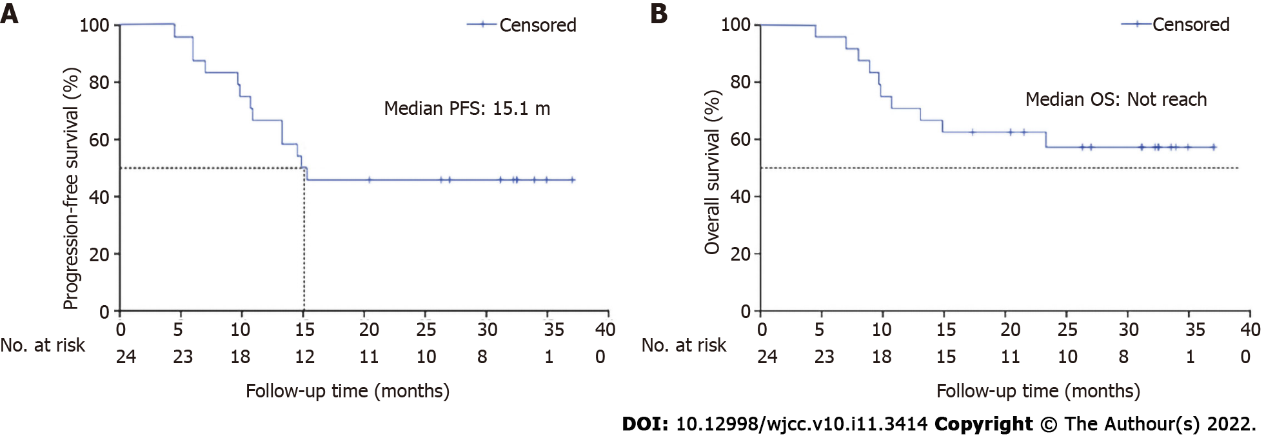 A
Censored
Progression-free survival (%)
100
80
60
40
20
0
Median PFS: 15.1 m
0 5 10 15 20 25 30 35 40
No. at risk
24 23 18 12 11 10 8 1 0
Follow-up time (months)
B
Censored
Overall survival (%)
100
80
60
40
20
0
Median OS: Not reach
0 5 10 15 20 25 30 35 40
No. at risk
24 23 18 15 11 10 8 1 0
Follow-up time (months)
DOI: 10.12998/wjcc.v10.i11.3414 Copyright © The Authour(s) 2022.